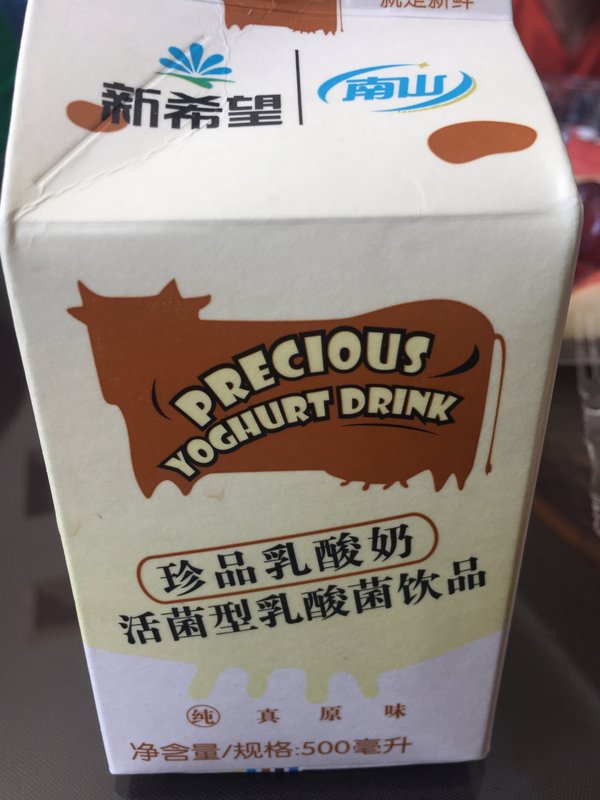 就是新鲜
新希望 南山
PRECIOUS
YOGHURT DRINK
珍品乳酸奶
活菌型乳酸菌饮品
纯真原味
净含量/规格:500毫升